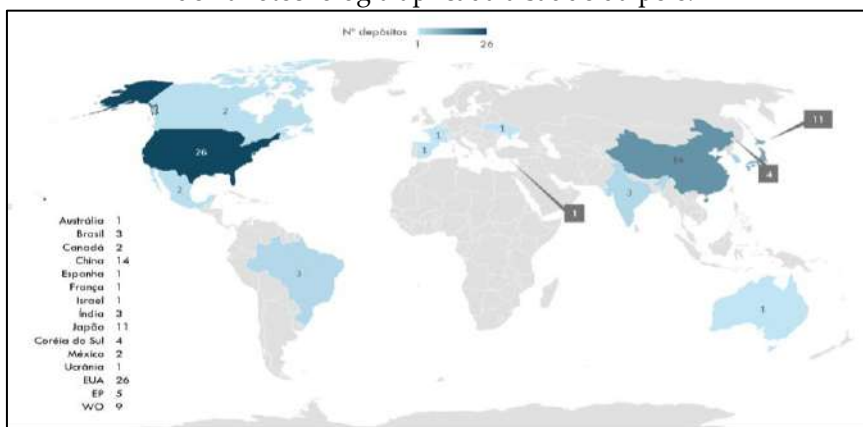 Nº depósitos
1 26
2
26
2
1
1
1
11
4
3
1
3
1
Austrália 1
Brasil 3
Canadá 2
China 14
Espanha 1
França 1
Israel 1
Índia 3
Japão 11
Coréia do Sul 4
México 2
Ucrânia 1
EUA 26
EP 5
WO 9